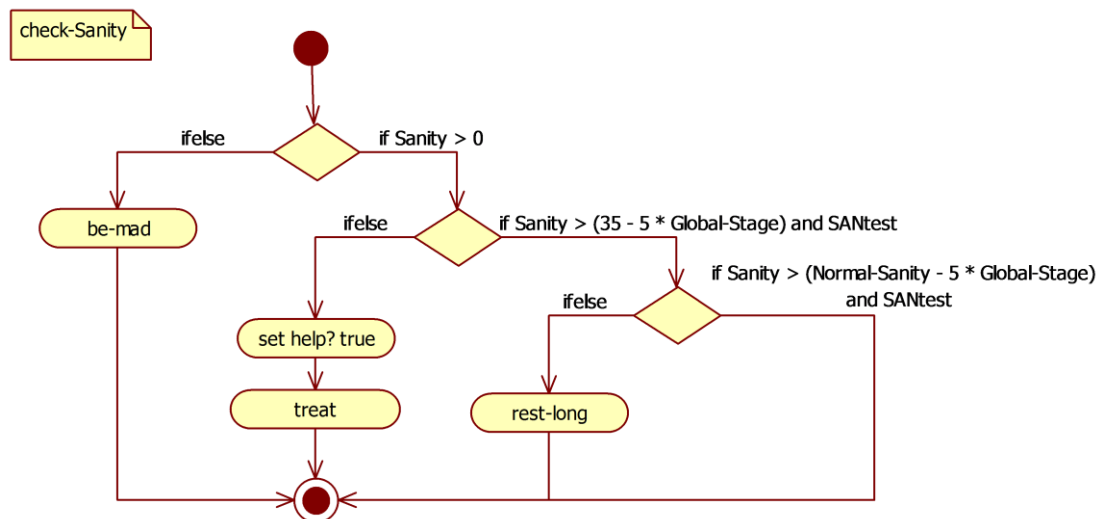 check-Sanity
ifelse
if Sanity > 0
be-mad
ifelse
if Sanity > (35 - 5 * Global-Stage) and SANtest
if Sanity > (Normal-Sanity - 5 * Global-Stage)
and SANtest
ifelse
set help? true
treat
rest-long